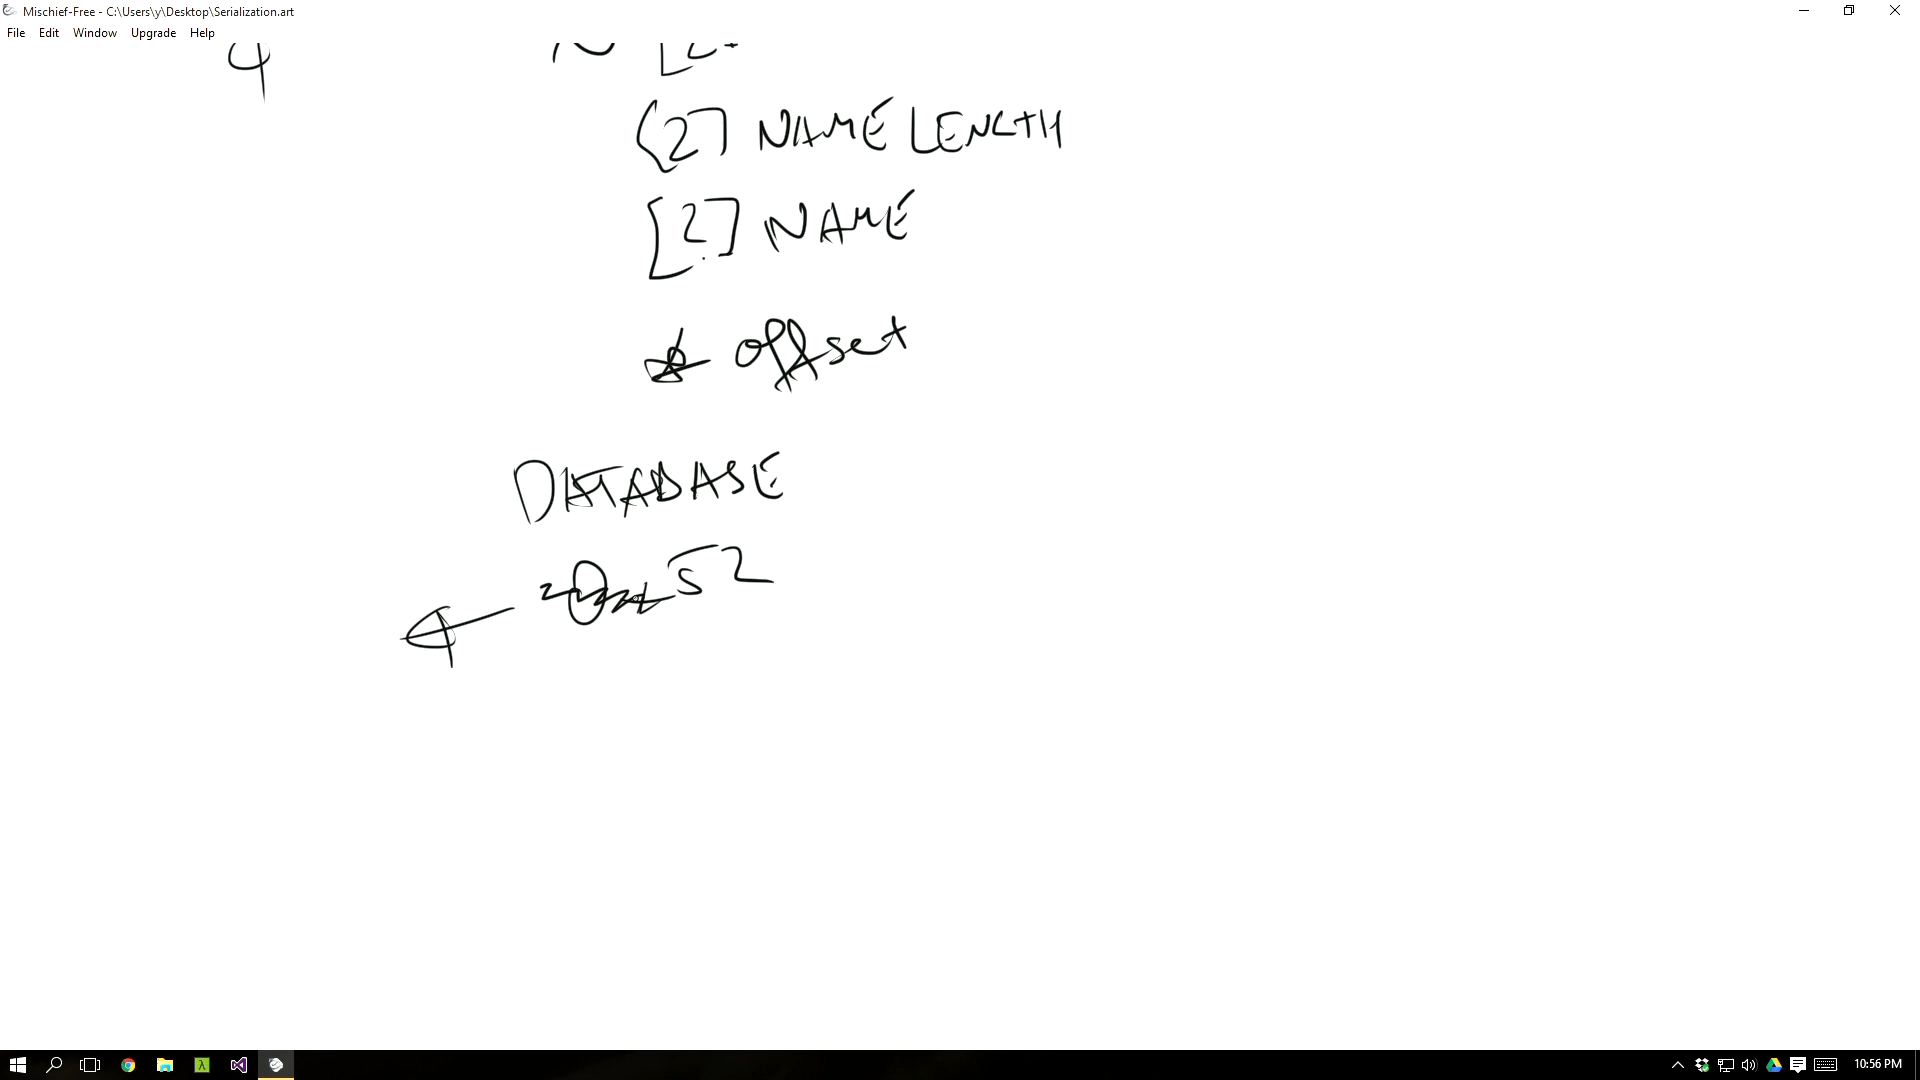 Mischief-Free - C:\Users\y\Desktop\Serialization.art
File Edit Window Upgrade Help
4
[2] NAME LENGTH
[?] NAME
offset
DATABASE
52
10:56 PM